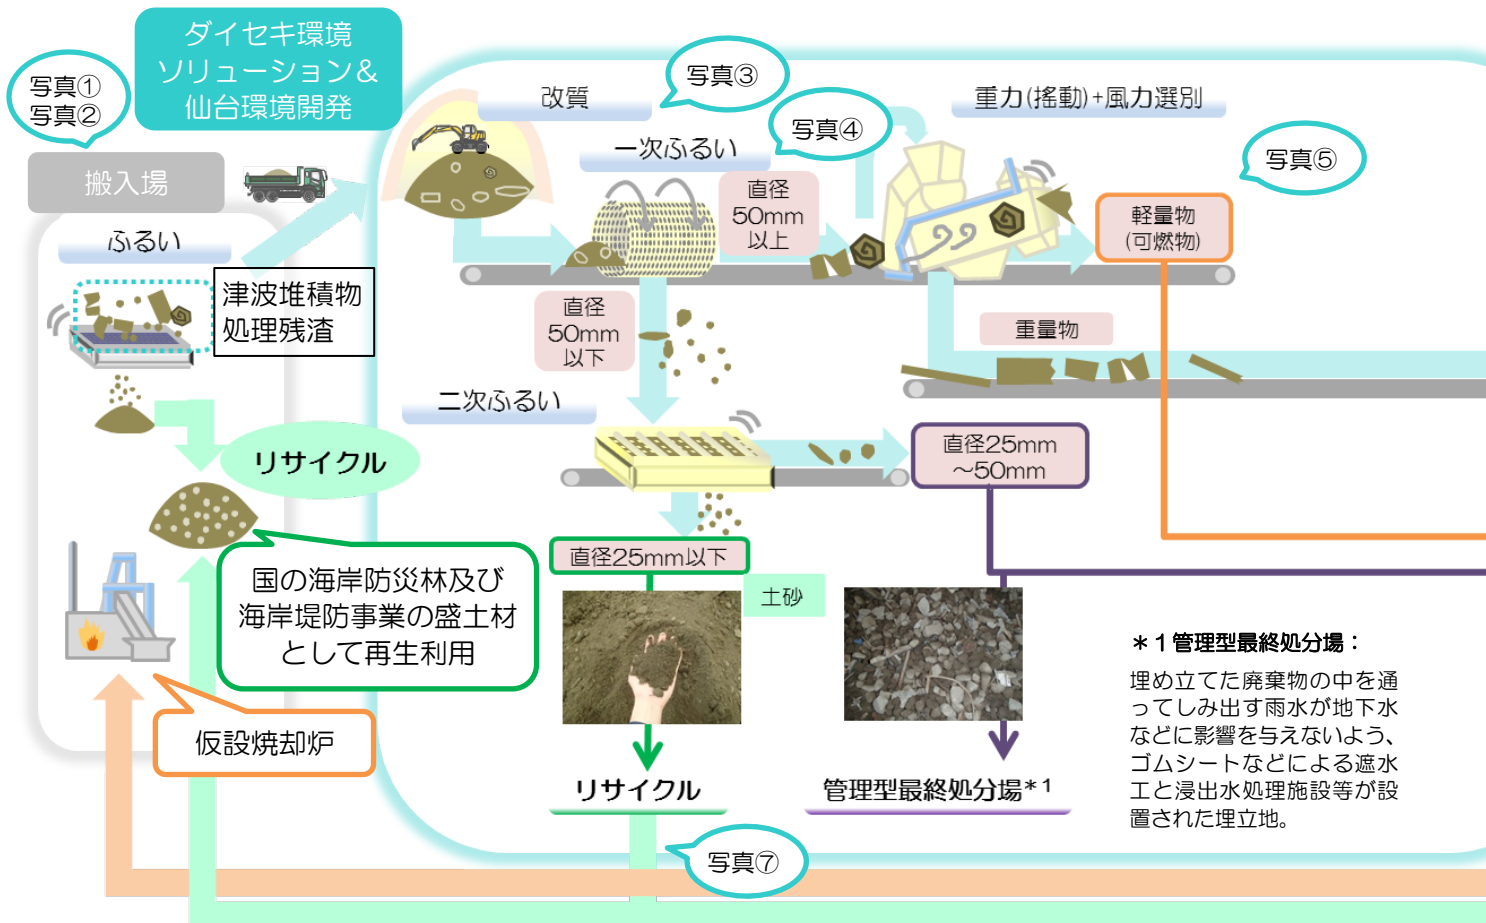 ダイセキ環境
ソリューション＆
仙台環境開発
写真①
写真②
搬入場
ふるい
津波堆積物
処理残渣
リサイクル
国の海岸防災林及び
海岸堤防事業の盛土材
として再生利用
仮設焼却炉
改質
写真③
一次ふるい
写真④
重力(搖動)+風力選別
写真⑤
直径
50mm
以上
軽量物
(可燃物)
直径
50mm
以下
重量物
二次ふるい
直径25mm
～50mm
直径25mm以下
土砂
リサイクル
管理型最終処分場*1
写真⑦
＊1管理型最終処分場：
埋め立てた廃棄物の中を通
ってしみ出す雨水が地下水
などに影響を与えないよう、
ゴムシートなどによる遮水
工と浸出水処理施設等が設
置された埋立地。